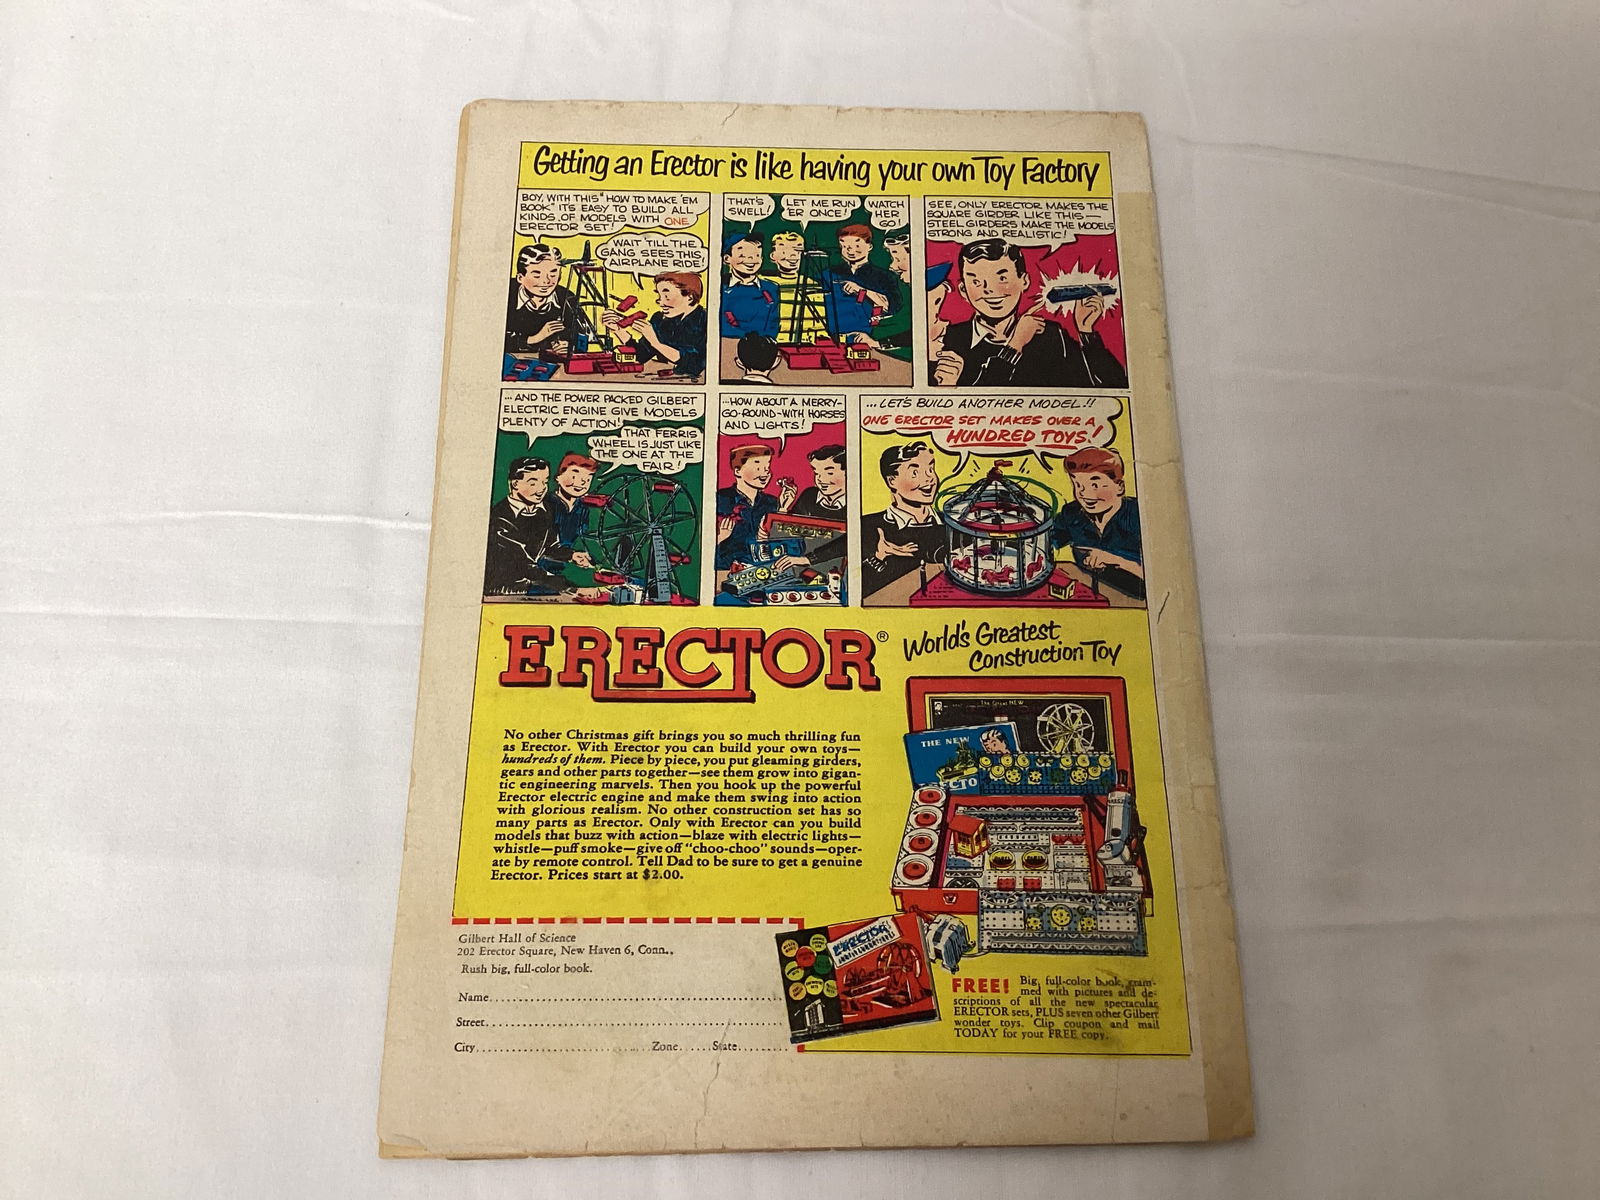 Getting an Erector is like having your own Toy Factory
BOY, WITH THIS "HOW TO MAKE 'EM
BOOK" IT'S EASY TO BUILD ALL
KINDS OF MODELS WITH ONE
ERECTOR SET!
WAIT 'TILL THE
GANG SEES THIS
AIRPLANE RIDE!
THAT'S
SWELL!
LET ME RUN
'ER ONCE!
WATCH
HER
GO!
SEE, ONLY ERECTOR MAKES THE
SQUARE GIRDER LIKE THIS—
STEEL GIRDERS MAKE THE MODELS
STRONG AND REALISTIC!
...AND THE POWER PACKED GILBERT
ELECTRIC ENGINE GIVE MODELS
PLENTY OF ACTION!
THAT FERRIS
WHEEL IS JUST LIKE
THE ONE AT THE
FAIR!
...HOW ABOUT A MERRY-
GO-ROUND-WITH HORSES
AND LIGHTS!
...LET'S BUILD ANOTHER MODEL.!!
ONE ERECTOR SET MAKES OVER A
HUNDRED TOYS!
ERECTOR®
World's Greatest
Construction Toy
No other Christmas gift brings you so much thrilling fun
as Erector. With Erector you can build your own toys—
hundreds of them. Piece by piece, you put gleaming girders,
gears and other parts together—see them grow into gigan-
tic engineering marvels. Then you hook up the powerful
Erector electric engine and make them swing into action
with glorious realism. No other construction set has so
many parts as Erector. Only with Erector can you build
models that buzz with action—blaze with electric lights—
whistle—puff smoke—give off "choo-choo" sounds—oper-
ate by remote control. Tell Dad to be sure to get a genuine
Erector. Prices start at $2.00.
THE NEW
Gilbert Hall of Science
202 Erector Square, New Haven 6, Conn.,
Rush big, full-color book.
Name
Street
City Zone State
ERECTOR
FREE! Big, full-color book, cram-
med with pictures and de-
scriptions of all the new spectacular
ERECTOR sets, PLUS seven other Gilbert
wonder toys. Clip coupon and mail
TODAY for your FREE copy.